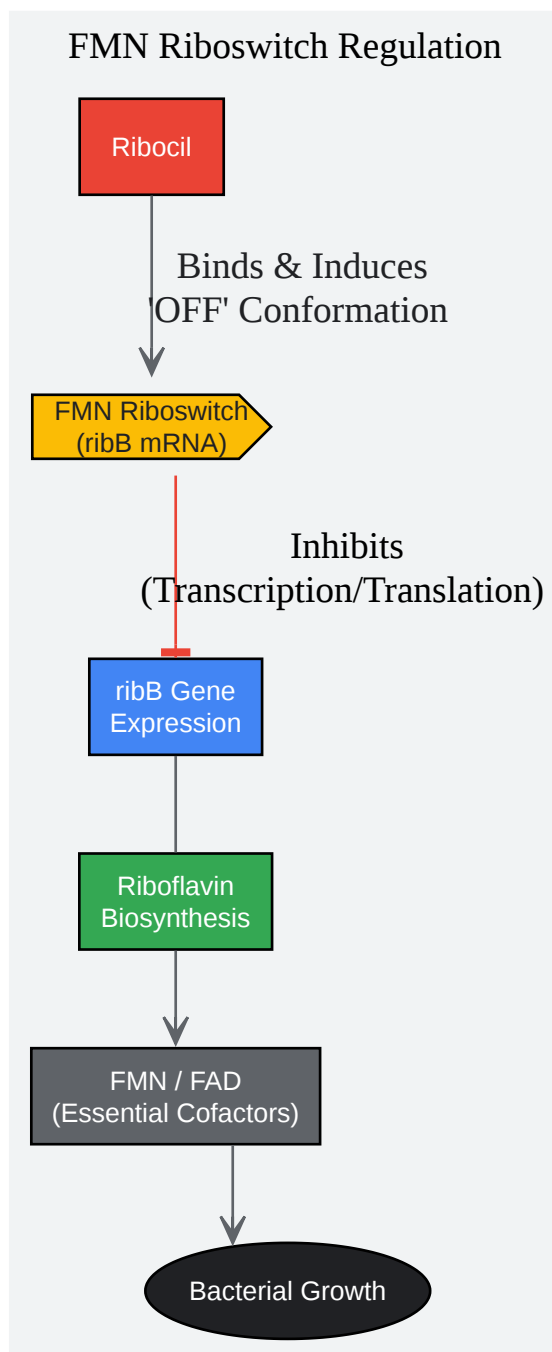 FMN Riboswitch Regulation
Ribocil
Binds & Induces
'OFF' Conformation
FMN Riboswitch
(ribB mRNA)
Inhibits
(Transcription/Translation)
ribB Gene
Expression
Riboflavin
Biosynthesis
FMN / FAD
(Essential Cofactors)
Bacterial Growth